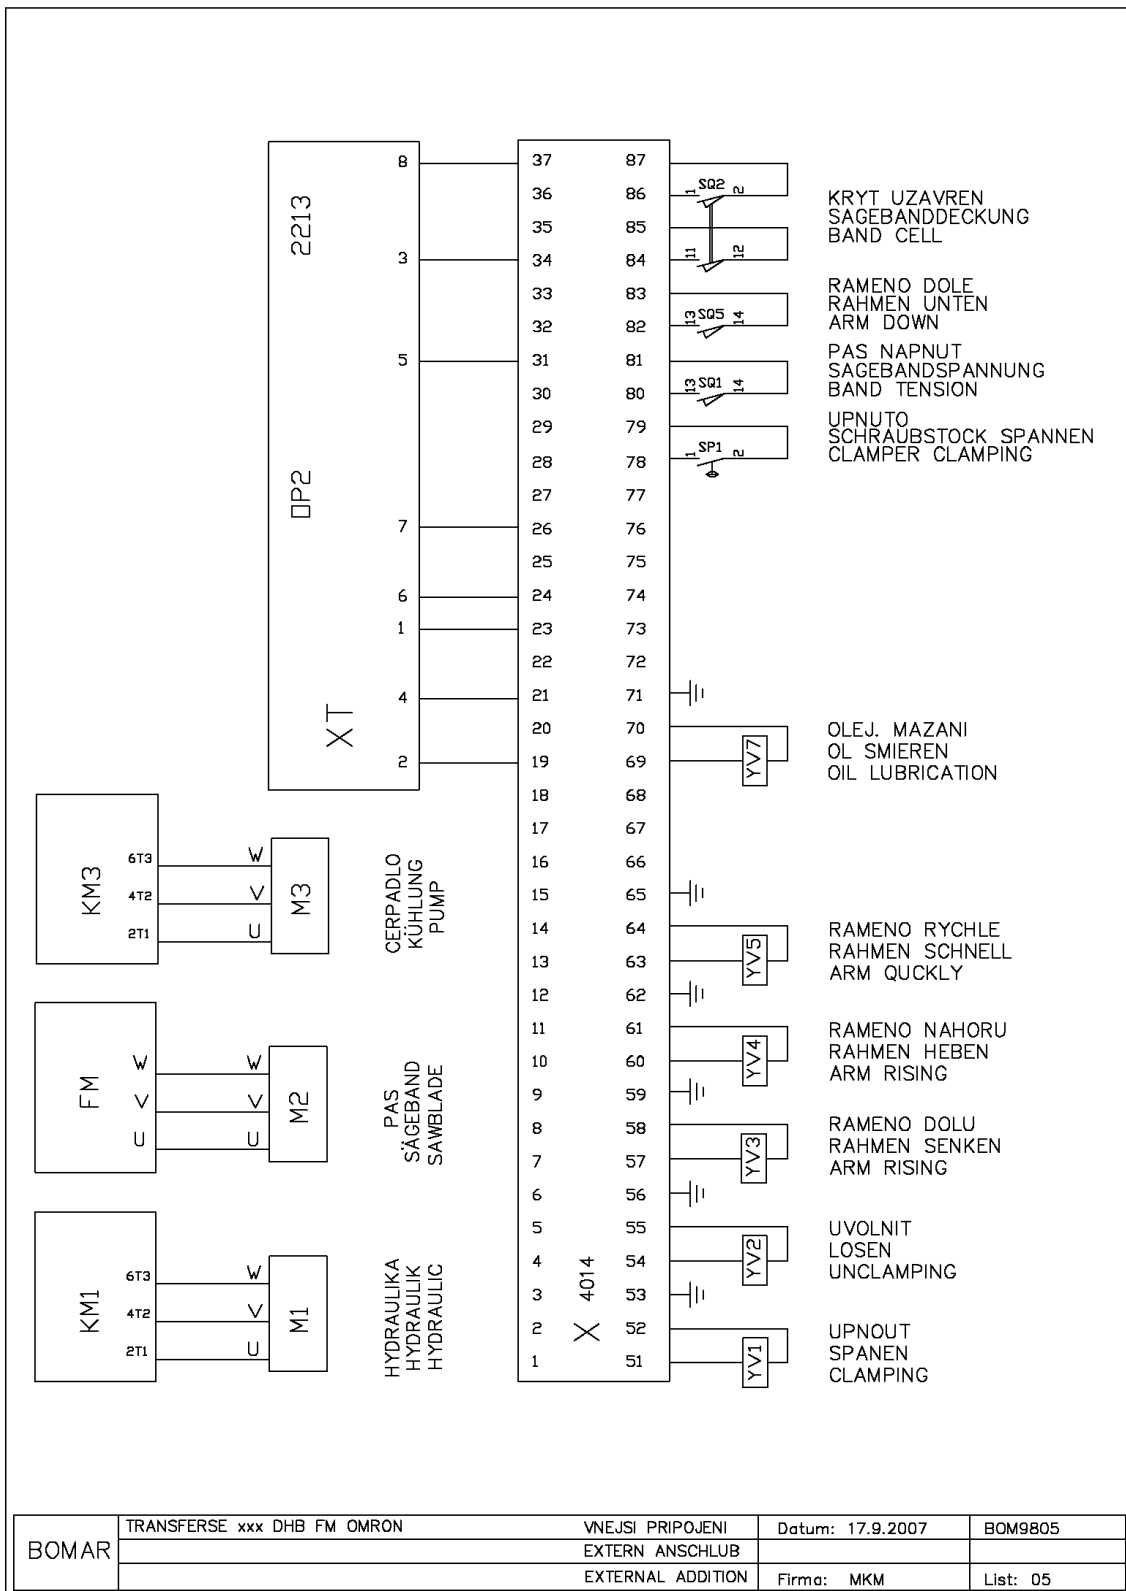 8
3
5
7
6
1
4
2
2213
OP2
XT
37 87
36 86
35 85
34 84
33 83
32 82
31 81
30 80
29 79
28 78
27 77
26 76
25 75
24 74
23 73
22 72
21 71
20 70
19 69
18 68
17 67
16 66
15 65
14 64
13 63
12 62
11 61
10 60
9 59
8 58
7 57
6 56
5 55
4 54
3 53
2 52
1 51
4014
X
1 SQ2 2
11 12
KRYT UZAVREN
SAGEBANDDECKUNG
BAND CELL
13 SQ5 14
RAMENO DOLE
RAHMEN UNTEN
ARM DOWN
13 SQ1 14
PAS NAPNUT
SAGEBANDSPANNUNG
BAND TENSION
1 SP1 2
UPNUTO
SCHRAUBSTOCK SPANNEN
CLAMPER CLAMPING
YV7
OLEJ. MAZANI
OL SMIEREN
OIL LUBRICATION
YV5
RAMENO RYCHLE
RAHMEN SCHNELL
ARM QUCKLY
YV4
RAMENO NAHORU
RAHMEN HEBEN
ARM RISING
YV3
RAMENO DOLU
RAHMEN SENKEN
ARM RISING
YV2
UVOLNIT
LOSEN
UNCLAMPING
YV1
UPNOUT
SPANEN
CLAMPING
KM3
6T3 W
4T2 V
2T1 U
M3
CERPADLO
KÜHLUNG
PUMP
FM
W W
V V
U U
M2
PAS
SÄGEBAND
SAWBLADE
KM1
6T3 W
4T2 V
2T1 U
M1
HYDRAULIKA
HYDRAULIK
HYDRAULIC
BOMAR
TRANSFERSE xxx DHB FM OMRON
VNEJSI PRIPOJENI
EXTERN ANSCHLUB
EXTERNAL ADDITION
Datum: 17.9.2007
BOM9805
Firma: MKM
List: 05